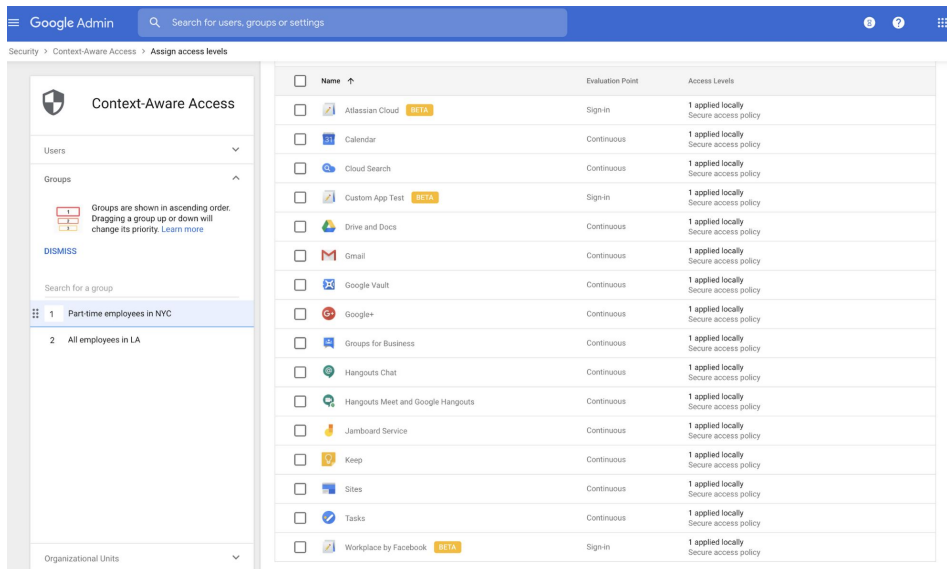 Google Admin
Search for users, groups or settings
8
?
Security > Context-Aware Access > Assign access levels
Context-Aware Access
Users
Groups
1
2
3
Groups are shown in ascending order.
Dragging a group up or down will
change its priority. Learn more
DISMISS
Search for a group
1 Part-time employees in NYC
2 All employees in LA
Organizational Units
Name ↑ Evaluation Point Access Levels
Atlassian Cloud BETA Sign-in 1 applied locally
Secure access policy
31 Calendar Continuous 1 applied locally
Secure access policy
Cloud Search Continuous 1 applied locally
Secure access policy
Custom App Test BETA Sign-in 1 applied locally
Secure access policy
Drive and Docs Continuous 1 applied locally
Secure access policy
Gmail Continuous 1 applied locally
Secure access policy
Google Vault Continuous 1 applied locally
Secure access policy
G+ Google+ Continuous 1 applied locally
Secure access policy
Groups for Business Continuous 1 applied locally
Secure access policy
Hangouts Chat Continuous 1 applied locally
Secure access policy
Hangouts Meet and Google Hangouts Continuous 1 applied locally
Secure access policy
Jamboard Service Continuous 1 applied locally
Secure access policy
Keep Continuous 1 applied locally
Secure access policy
Sites Continuous 1 applied locally
Secure access policy
Tasks Continuous 1 applied locally
Secure access policy
Workplace by Facebook BETA Sign-in 1 applied locally
Secure access policy